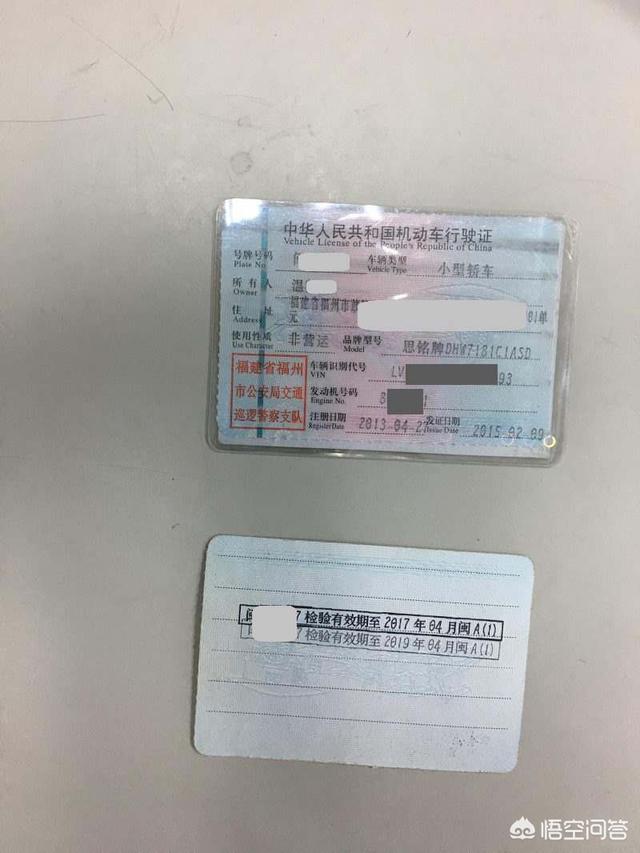 中华人民共和国机动车行驶证
Vehicle License of the People's Republic of China
号牌号码 车辆类型 小型轿车
Plate No. Vehicle Type
所有人 温
Owner
住址 福建省福州市 单元
Address
使用性质 非营运 品牌型号 思铭牌DHW7181C1ASD
Use Character Model
福建省福州
市公安局交通
巡逻警察支队
车辆识别代号 LV 93
VIN
发动机号码
Engine No.
注册日期 2013-04-27 发证日期 2015-02-09
Register Date Issue Date
7检验有效期至2017年04月闽A(1)
检验有效期至2019年04月闽A(1)
悟空问答